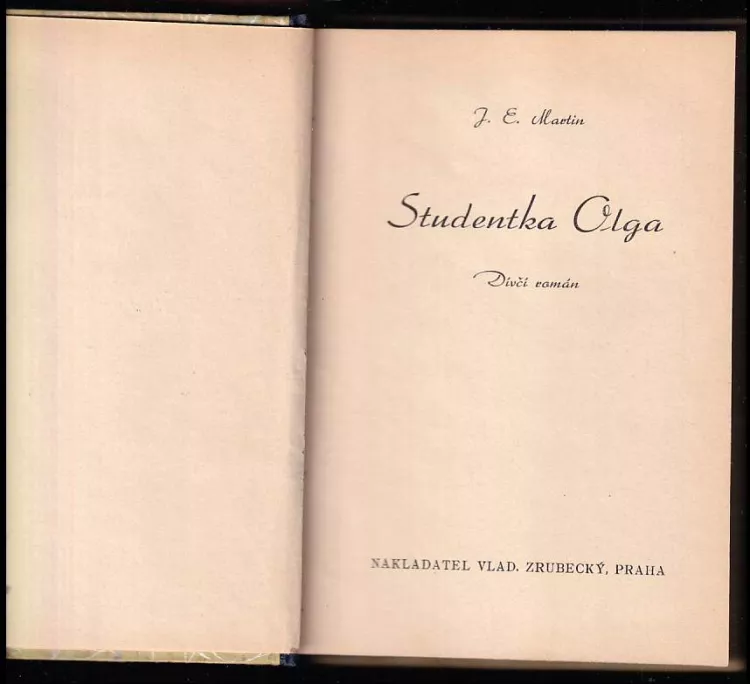 J. E. Martin
Studentka Olga
Dívčí román
NAKLADATEL VLAD. ZRUBECKÝ, PRAHA